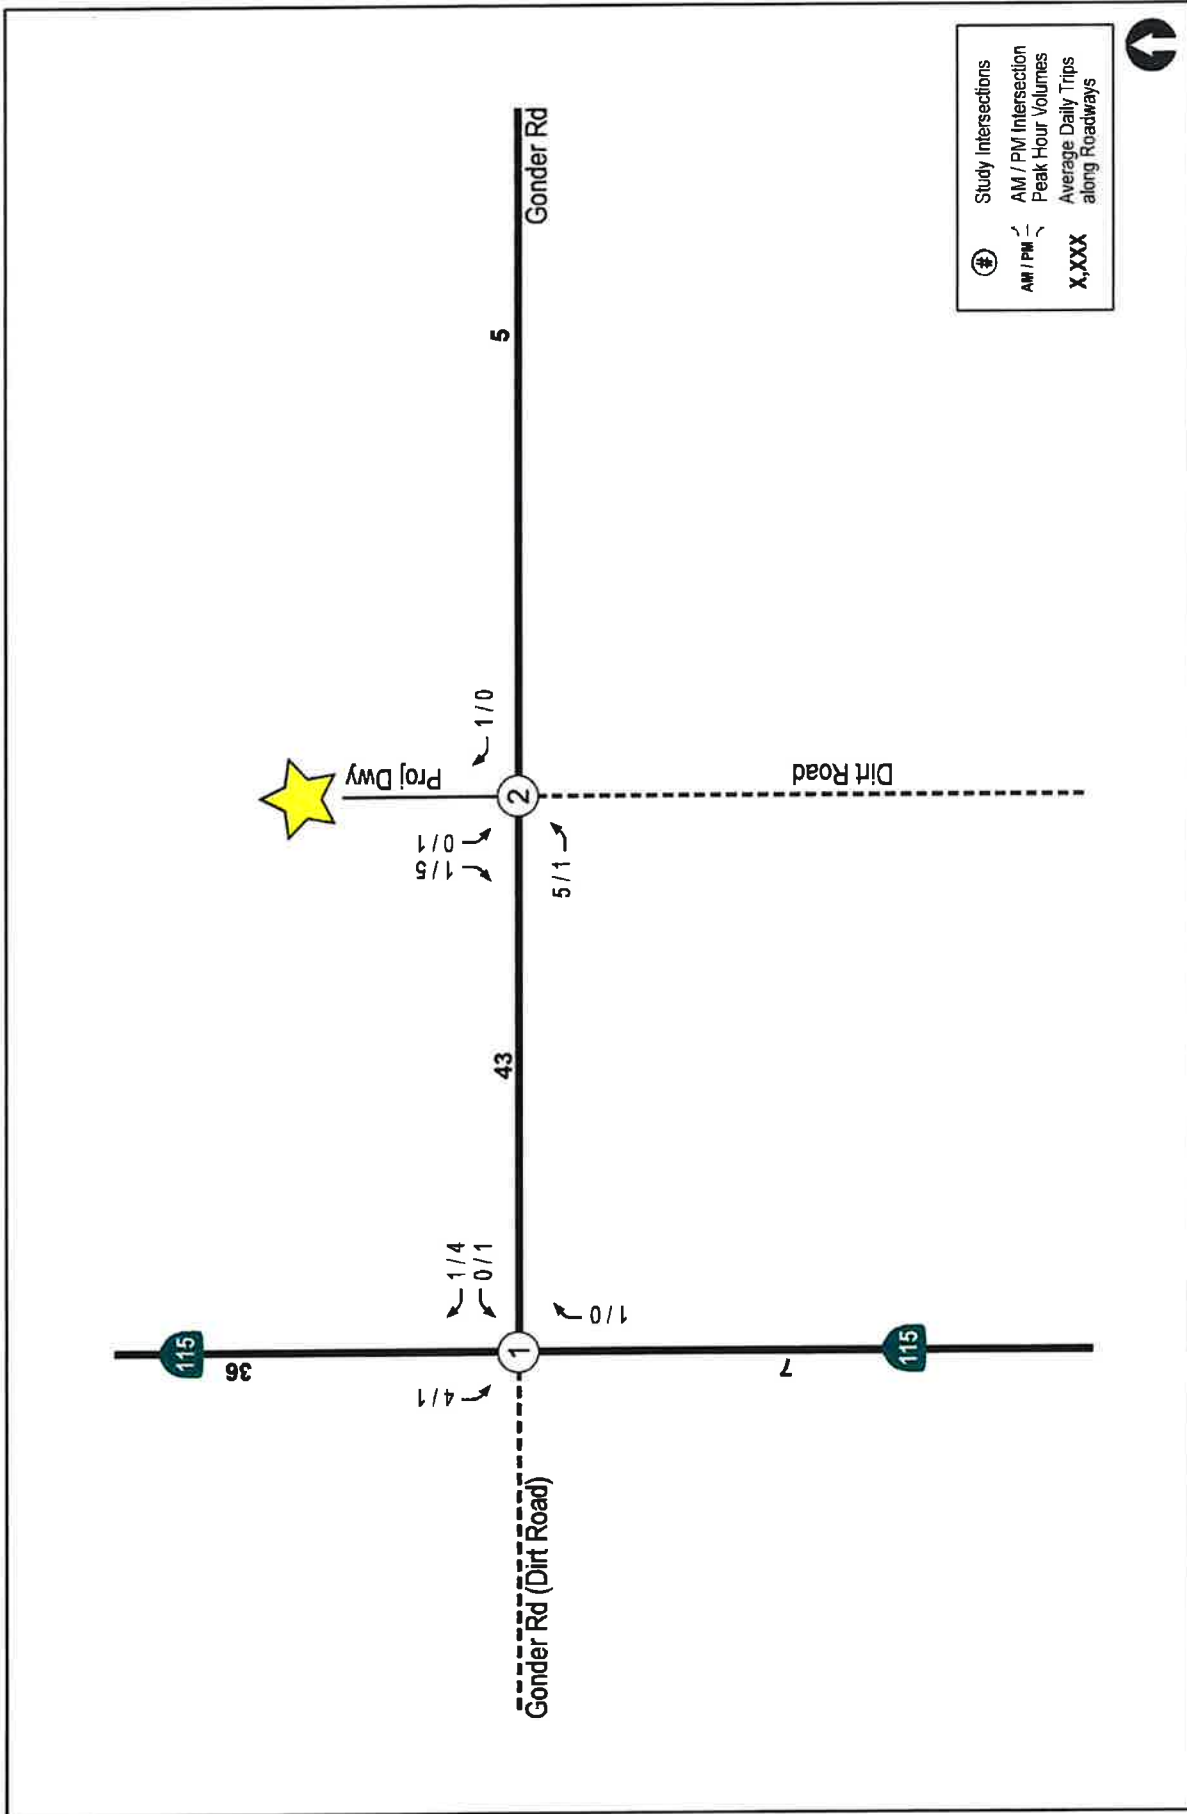 115
36
4 / 1
1 / 4
0 / 1
1
1 / 0
7
115
Gonder Rd (Dirt Road)
43
Proj Dwy
1 / 5
0 / 1
1 / 0
2
5 / 1
Dirt Road
5
Gonder Rd
# Study Intersections
AM / PM AM / PM Intersection
Peak Hour Volumes
X,XXX Average Daily Trips
along Roadways